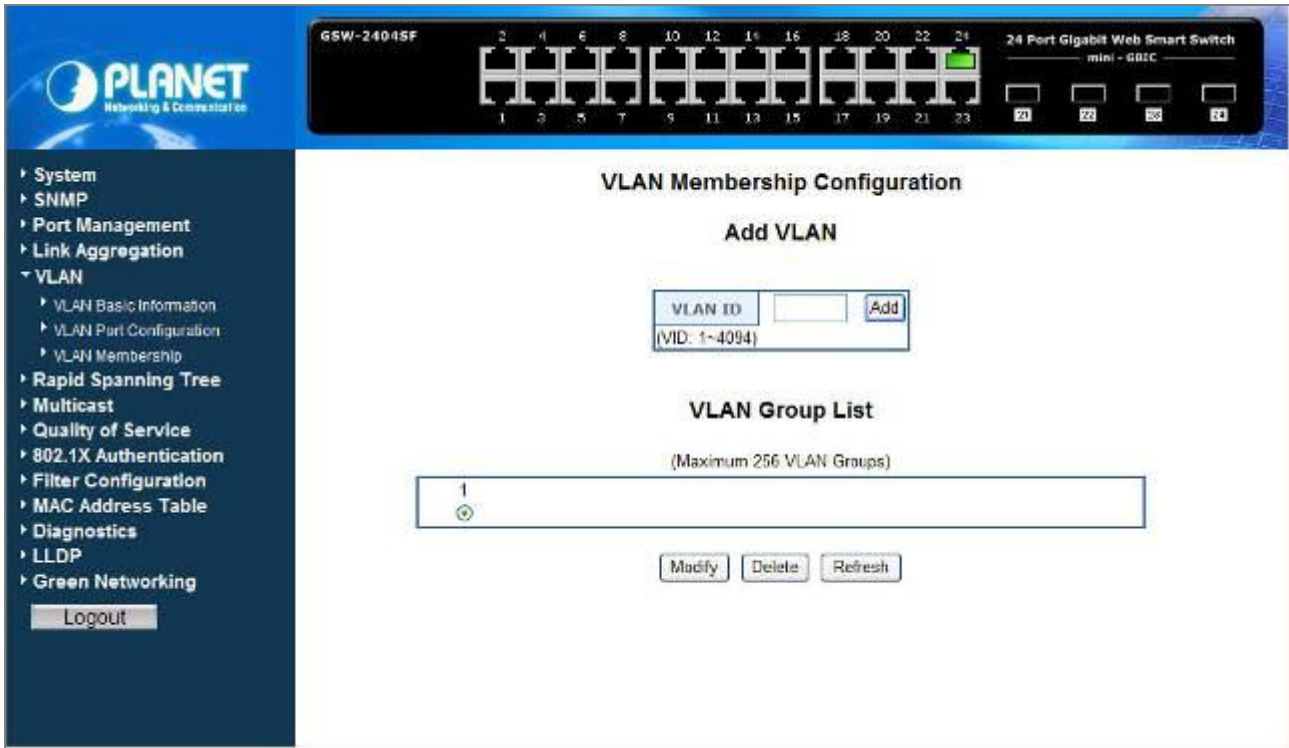 PLANET
Networking & Communication
GSW-2404SF
2 4 6 8 10 12 14 16 18 20 22 24
24 Port Gigabit Web Smart Switch
mini - GBIC
1 3 5 7 9 11 13 15 17 19 21 23
21 22 23 24
System
SNMP
Port Management
Link Aggregation
VLAN
VLAN Basic Information
VLAN Port Configuration
VLAN Membership
Rapid Spanning Tree
Multicast
Quality of Service
802.1X Authentication
Filter Configuration
MAC Address Table
Diagnostics
LLDP
Green Networking
Logout
VLAN Membership Configuration
Add VLAN
VLAN ID Add
(VID: 1~4094)
VLAN Group List
(Maximum 256 VLAN Groups)
1
Modify Delete Refresh